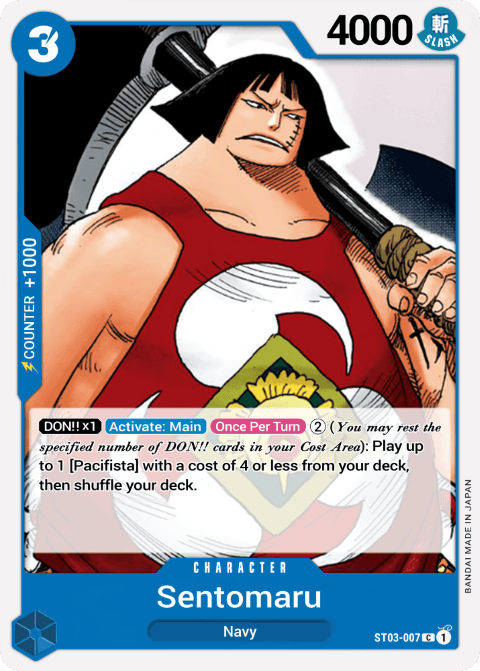 3
4000
斬
SLASH
COUNTER +1000
DON!! x1 Activate: Main Once Per Turn ② (You may rest the
specified number of DON!! cards in your Cost Area): Play up
to 1 [Pacifista] with a cost of 4 or less from your deck,
then shuffle your deck.
BANDAI MADE IN JAPAN
CHARACTER
Sentomaru
Navy
ST03-007 C 1